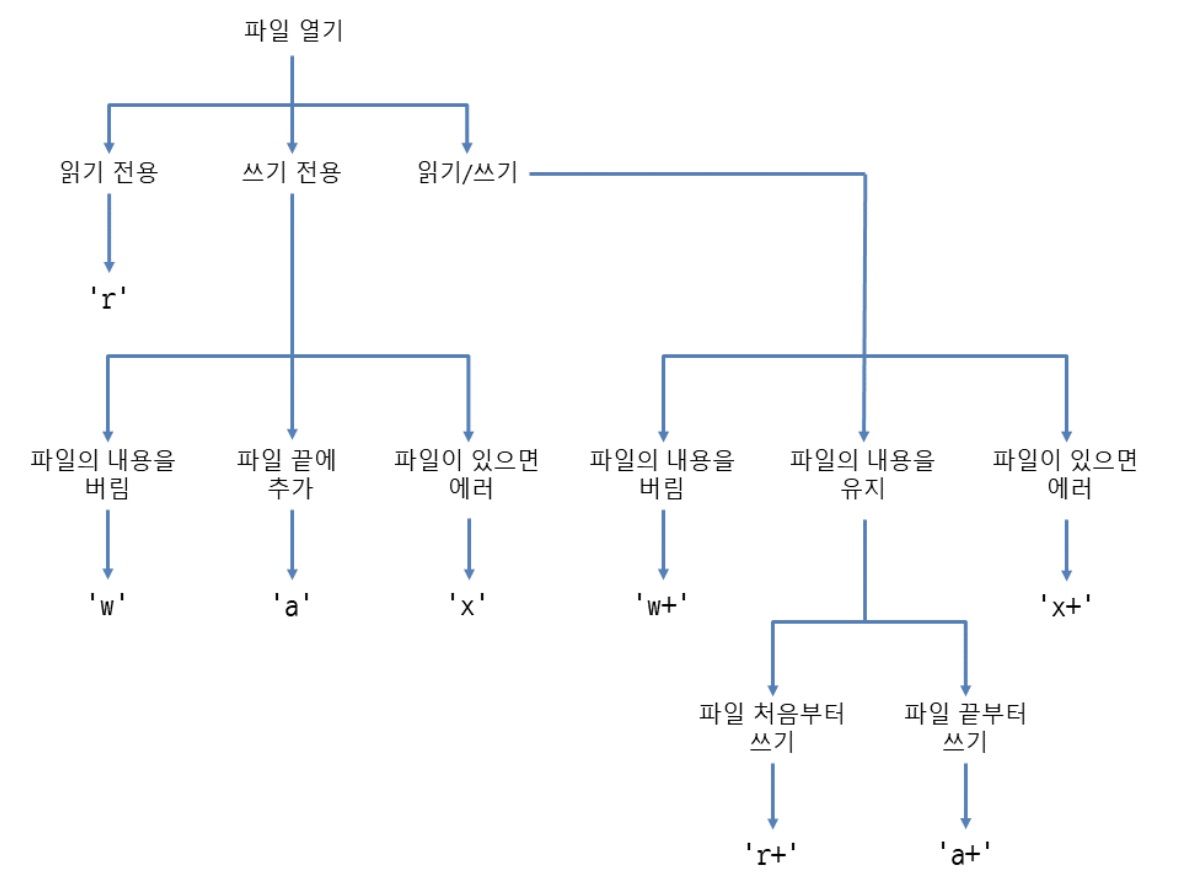 파일 열기
읽기 전용
쓰기 전용
읽기/쓰기
'r'
파일의 내용을
버림
파일 끝에
추가
파일이 있으면
에러
파일의 내용을
버림
파일의 내용을
유지
파일이 있으면
에러
'w'
'a'
'x'
'w+'
'x+'
파일 처음부터
쓰기
파일 끝부터
쓰기
'r+'
'a+'